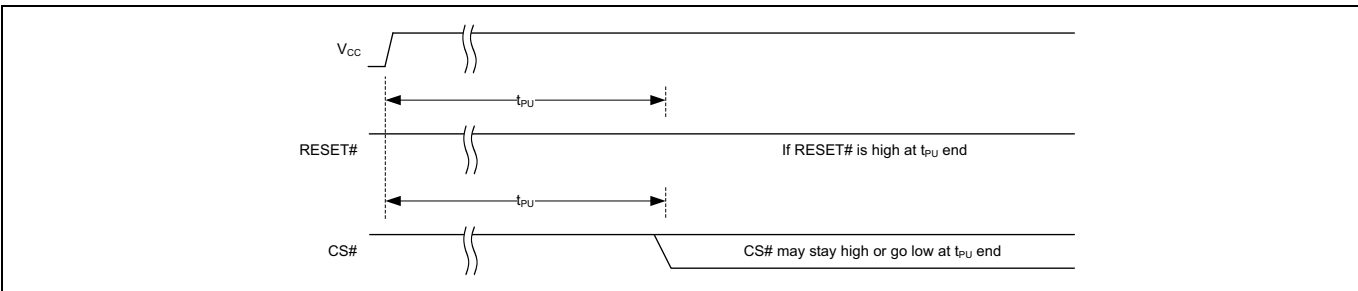 VCC
tPU
RESET#
If RESET# is high at tPU end
tPU
CS#
CS# may stay high or go low at tPU end